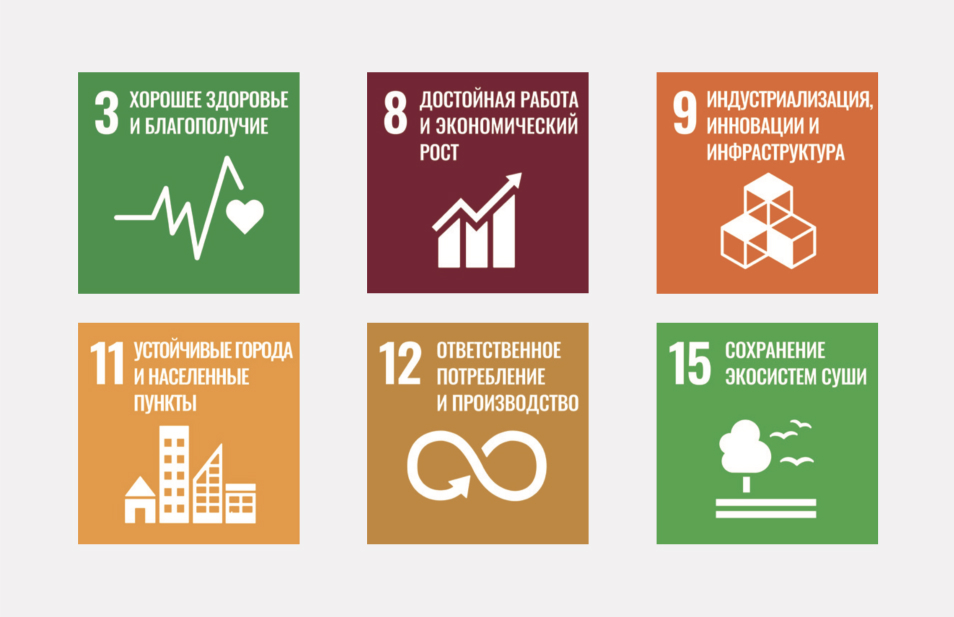 3 ХОРОШЕЕ ЗДОРОВЬЕ
И БЛАГОПОЛУЧИЕ
8 ДОСТОЙНАЯ РАБОТА
И ЭКОНОМИЧЕСКИЙ
РОСТ
9 ИНДУСТРИАЛИЗАЦИЯ,
ИННОВАЦИИ И
ИНФРАСТРУКТУРА
11 УСТОЙЧИВЫЕ ГОРОДА
И НАСЕЛЕННЫЕ
ПУНКТЫ
12 ОТВЕТСТВЕННОЕ
ПОТРЕБЛЕНИЕ
И ПРОИЗВОДСТВО
15 СОХРАНЕНИЕ
ЭКОСИСТЕМ СУШИ